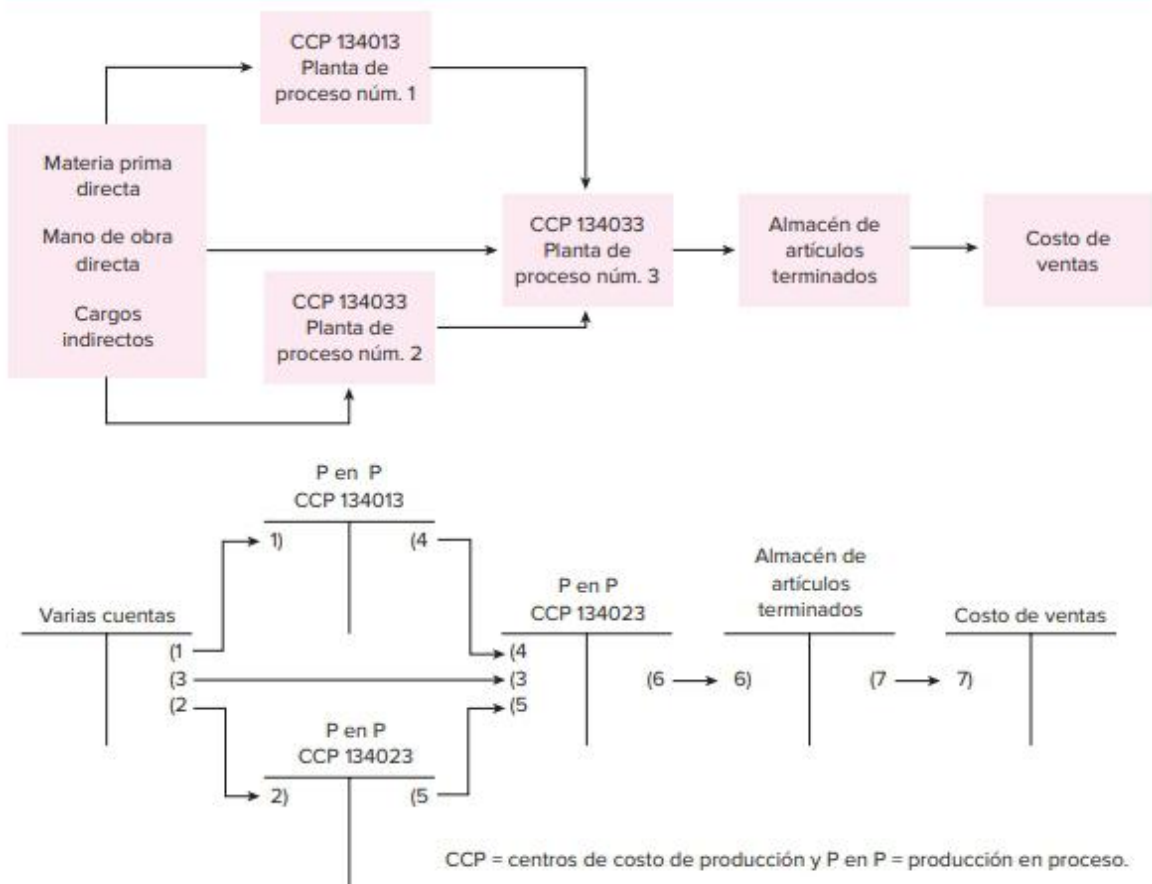 CCP 134013
Planta de
proceso núm. 1
Materia prima
directa
Mano de obra
directa
Cargos
indirectos
CCP 134033
Planta de
proceso núm. 2
CCP 134033
Planta de
proceso núm. 3
Almacén de
artículos
terminados
Costo de
ventas
P en P
CCP 134013
1) (4
Varias cuentas
(1
(3
(2
P en P
CCP 134023
2) (5
P en P
CCP 134023
(4
(3
(5
(6
Almacén de
artículos
terminados
6) (7
Costo de ventas
7)
CCP = centros de costo de producción y P en P = producción en proceso.